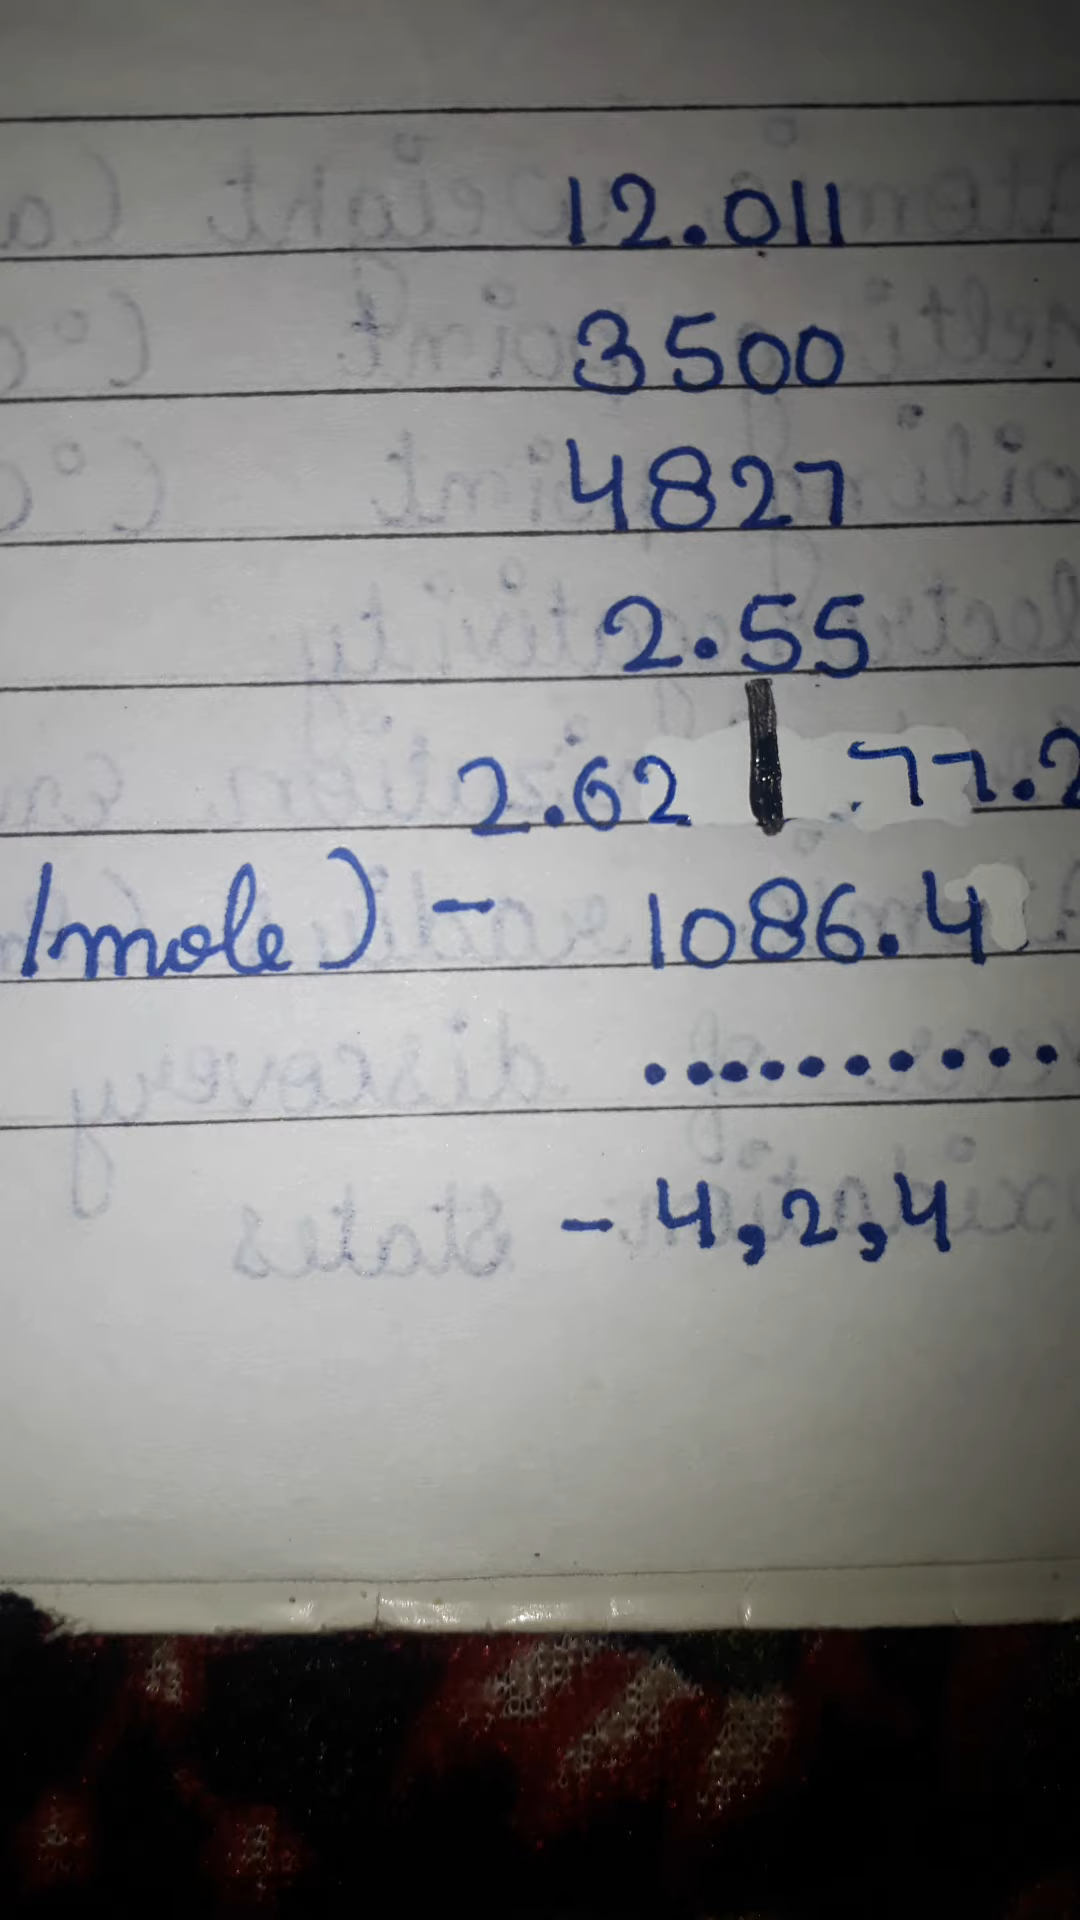 12.011
3500
4827
2.55
2.62 | 77.2
/mole) - 1086.4
...........
- 4, 2, 4